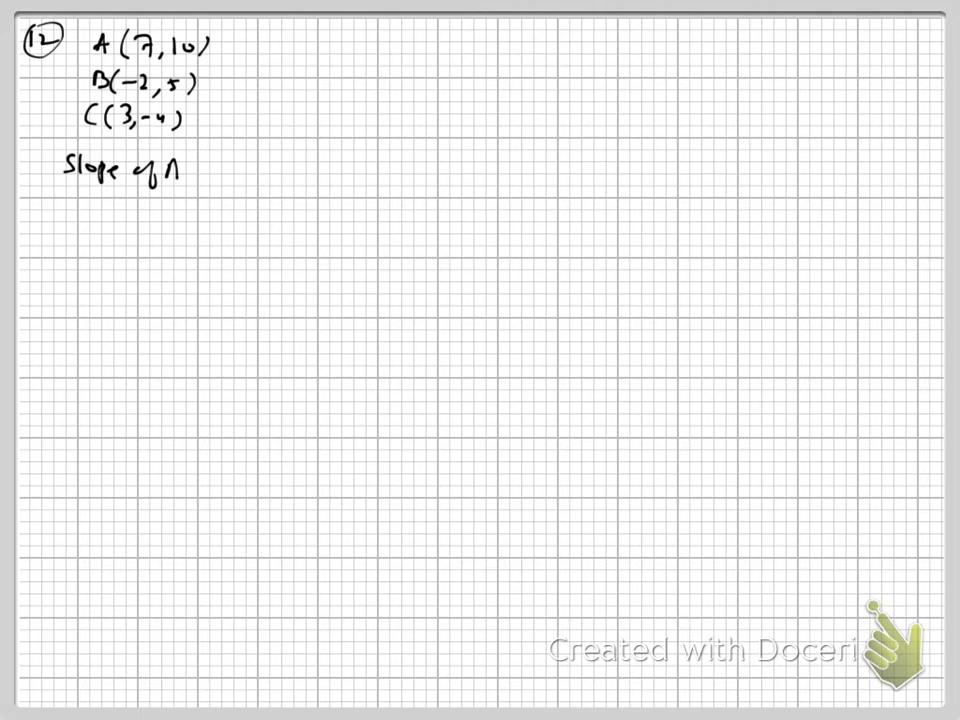 12 A (7,10)
B(-2,5)
C(3,-4)
Slope of A
Created with Doceri